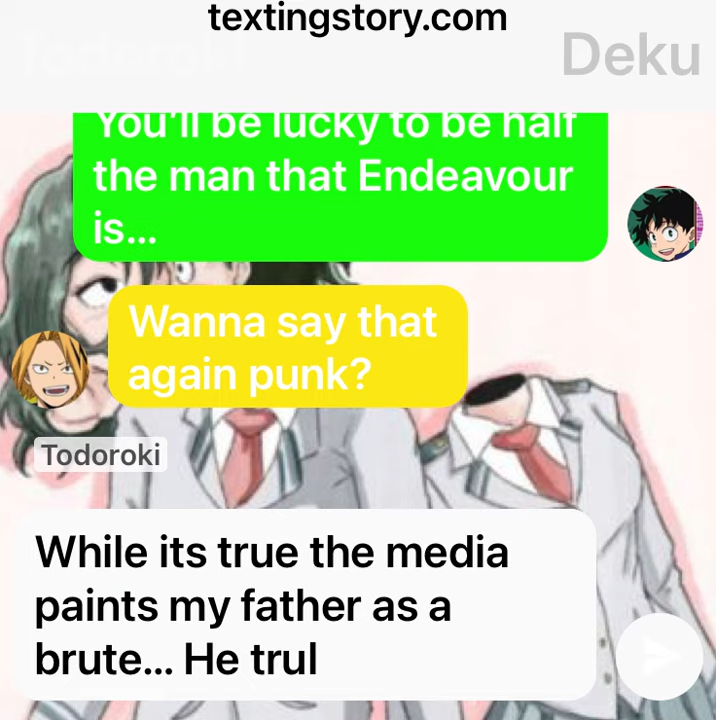 textingstory.com
Deku
You'll be lucky to be half
the man that Endeavour
is...
Wanna say that
again punk?
Todoroki
While its true the media
paints my father as a
brute... He trul